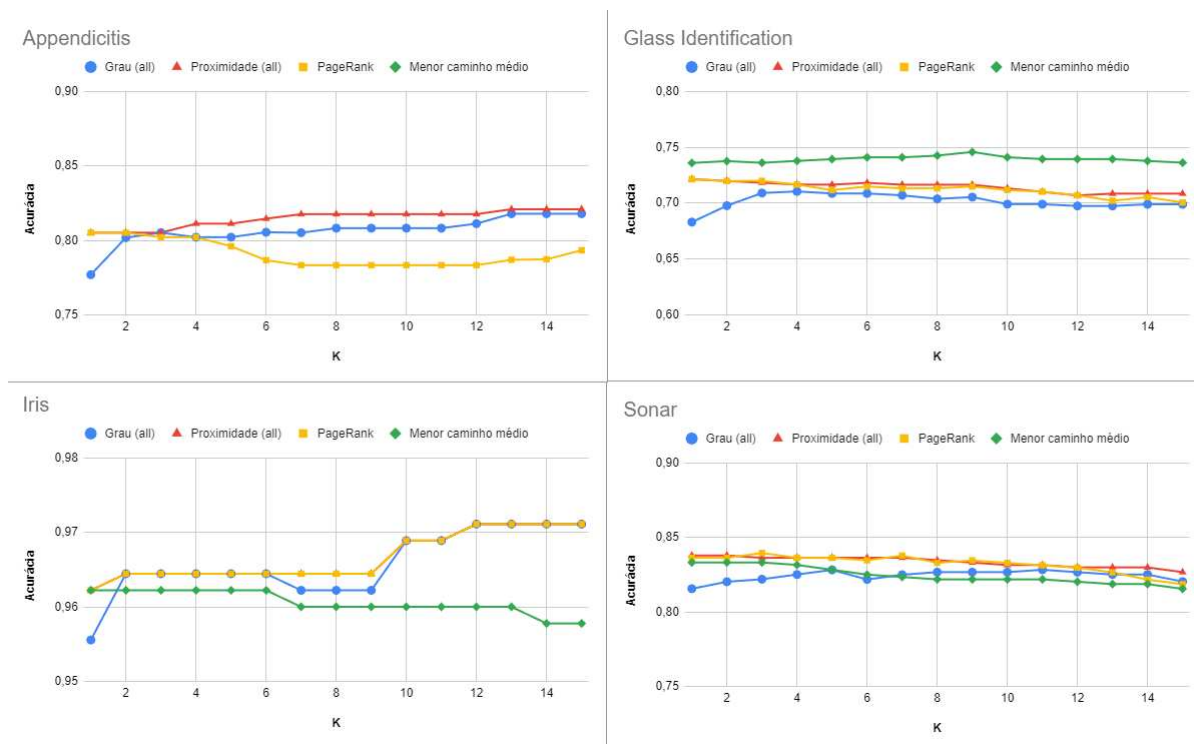 Appendicitis
Grau (all) Proximidade (all) PageRank Menor caminho médio
0,90
0,85
0,80
0,75
Acurácia
2 4 6 8 10 12 14
K
Glass Identification
Grau (all) Proximidade (all) PageRank Menor caminho médio
0,80
0,75
0,70
0,65
0,60
Acurácia
2 4 6 8 10 12 14
K
Iris
Grau (all) Proximidade (all) PageRank Menor caminho médio
0,98
0,97
0,96
0,95
Acurácia
2 4 6 8 10 12 14
K
Sonar
Grau (all) Proximidade (all) PageRank Menor caminho médio
0,90
0,85
0,80
0,75
Acurácia
2 4 6 8 10 12 14
K